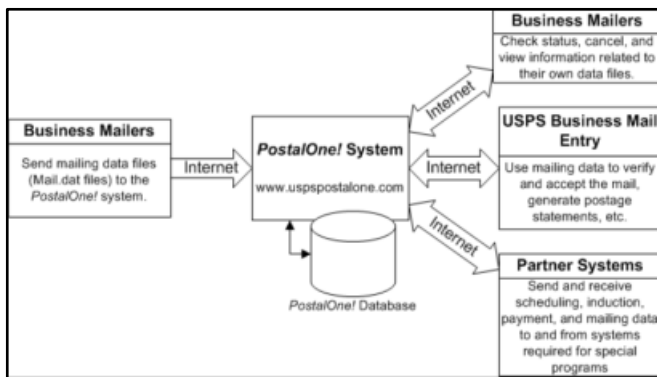 Business Mailers
Send mailing data files
(Mail.dat files) to the
PostalOne! system.
Internet
PostalOne! System
www.uspspostalone.com
PostalOne! Database
Internet
Business Mailers
Check status, cancel, and
view information related to
their own data files.
Internet
USPS Business Mail
Entry
Use mailing data to verify
and accept the mail,
generate postage
statements, etc.
Internet
Partner Systems
Send and receive
scheduling, induction,
payment, and mailing data
to and from systems
required for special
programs